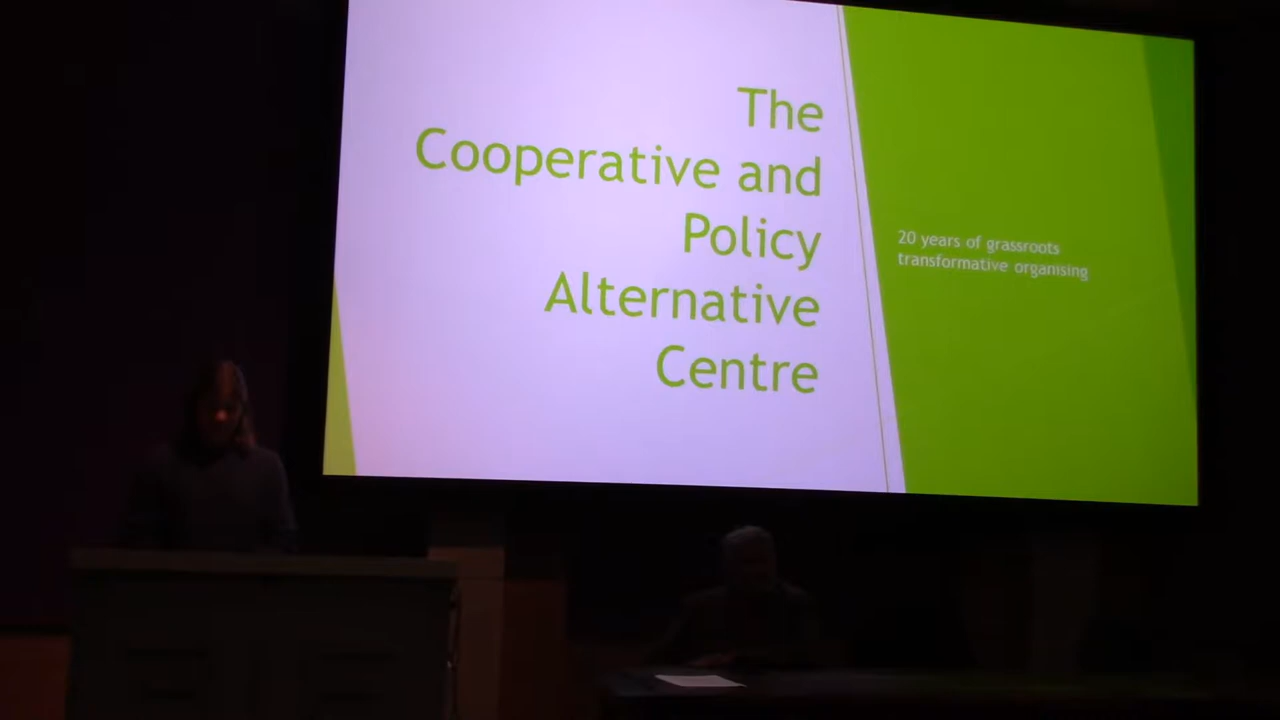 The
Cooperative and
Policy
Alternative
Centre
20 years of grassroots
transformative organising